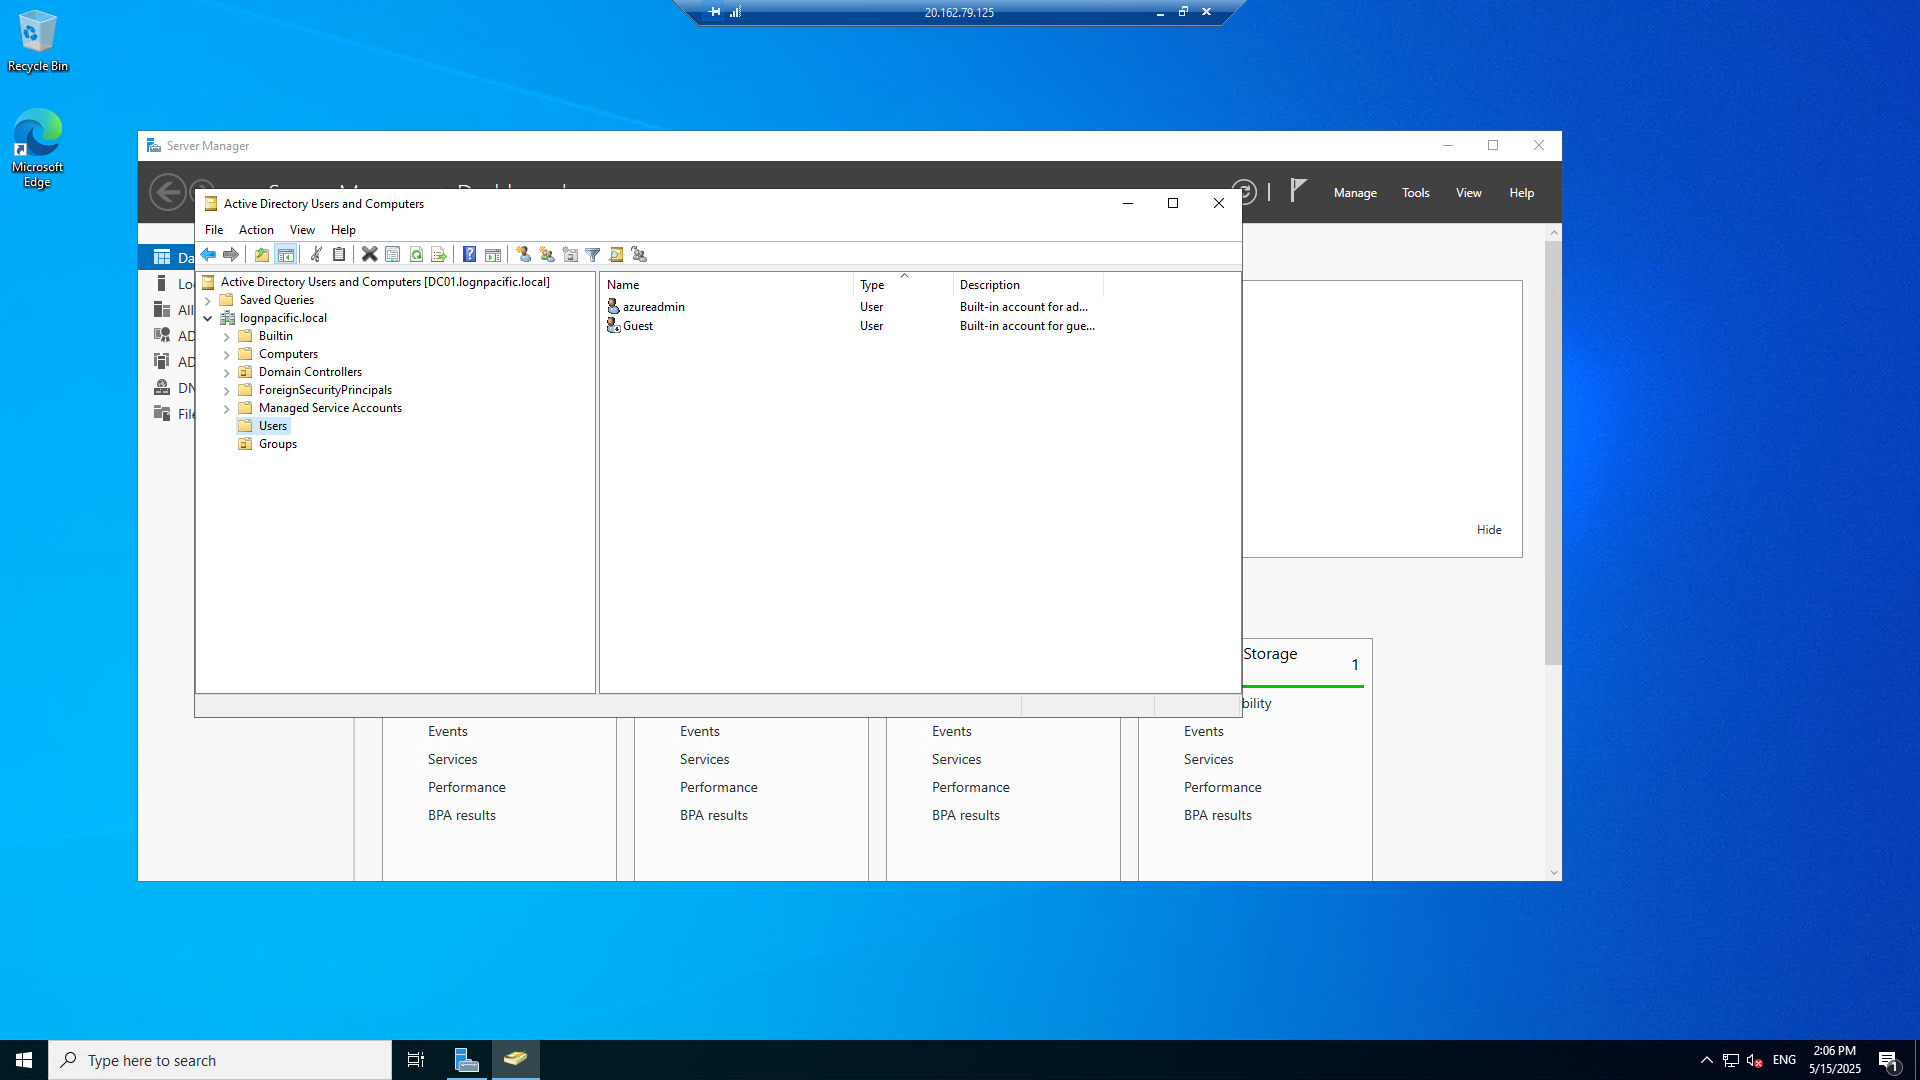 20.162.79.125
Recycle Bin
Microsoft
Edge
Server Manager
Manage
Tools
View
Help
Active Directory Users and Computers
File
Action
View
Help
Active Directory Users and Computers [DC01.lognpacific.local]
Saved Queries
lognpacific.local
Builtin
Computers
Domain Controllers
ForeignSecurityPrincipals
Managed Service Accounts
Users
Groups
Name
Type
Description
azureadmin
User
Built-in account for ad...
Guest
User
Built-in account for gue...
Da
Lo
All
AD
AD
DN
File
Hide
Storage
1
bility
Events
Services
Performance
BPA results
Events
Services
Performance
BPA results
Events
Services
Performance
BPA results
Events
Services
Performance
BPA results
Type here to search
ENG
2:06 PM
5/15/2025
1